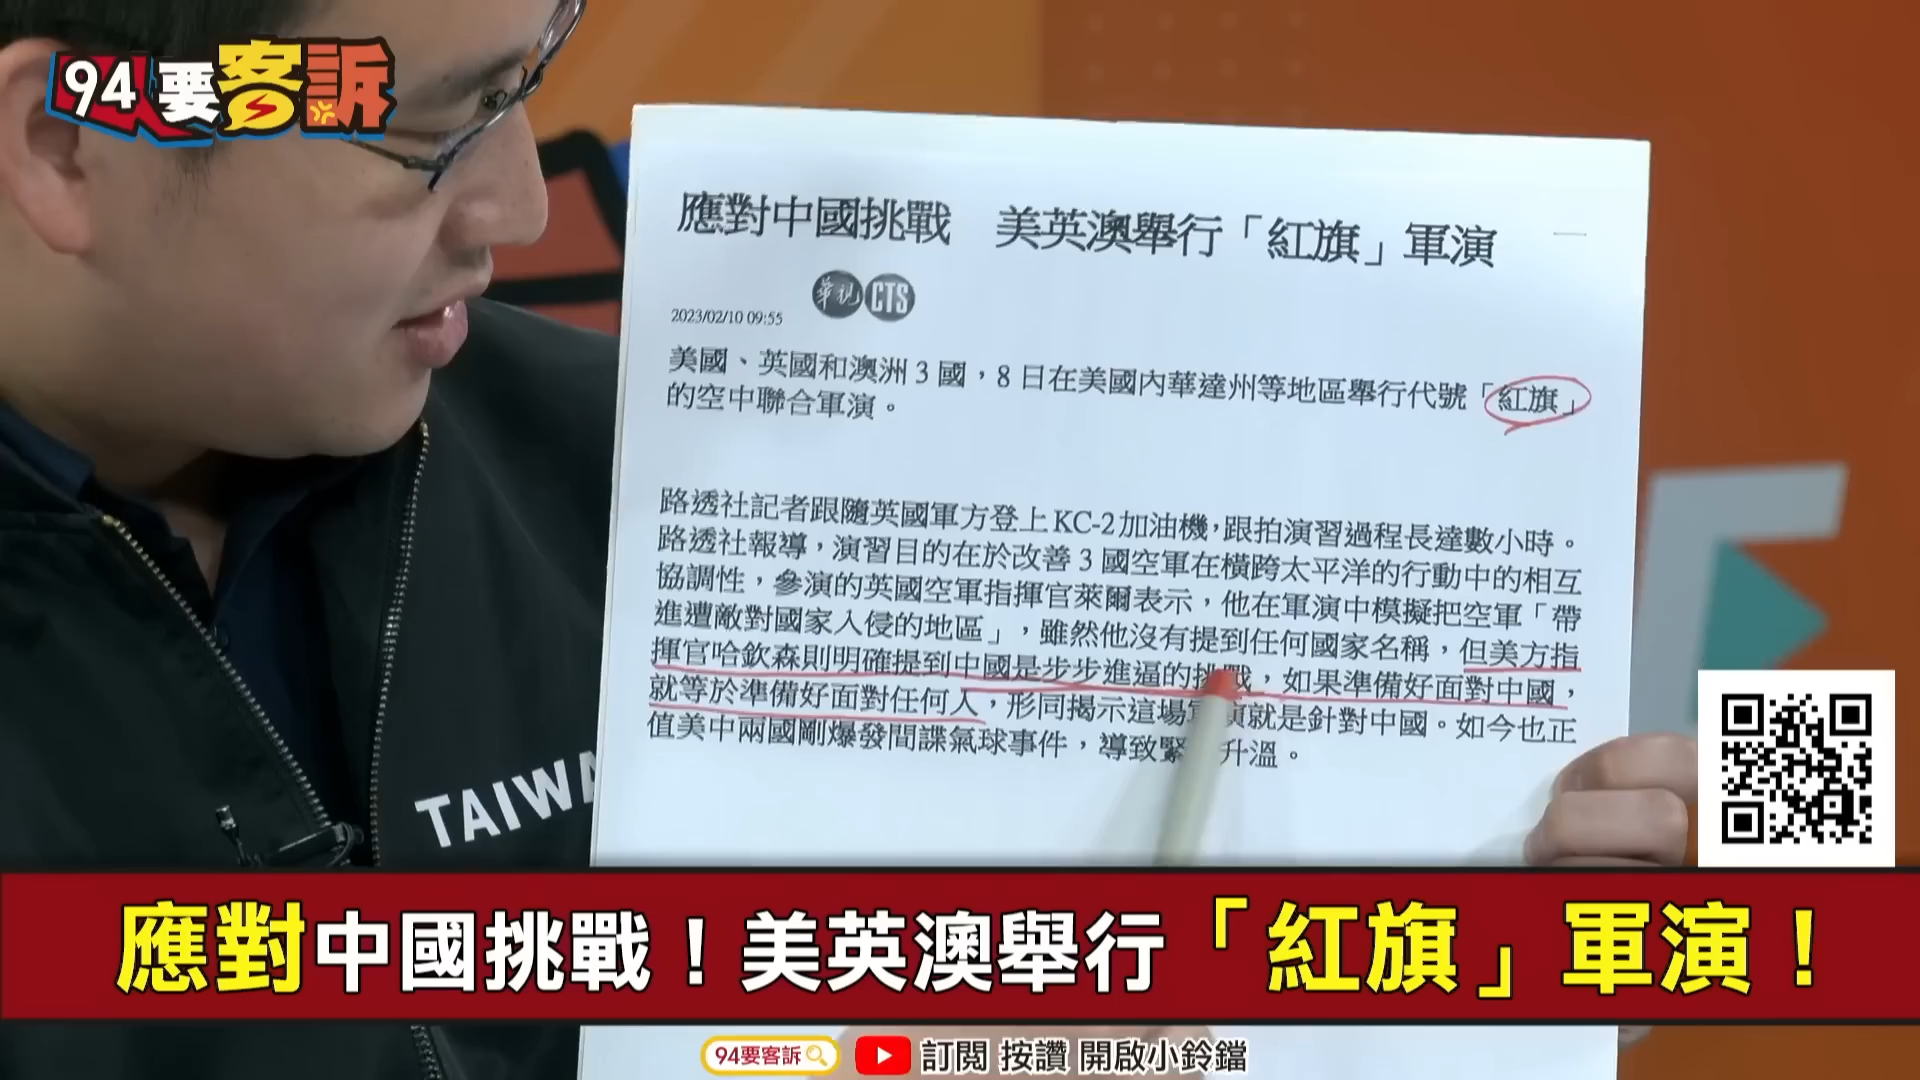 94要客訴
應對中國挑戰 美英澳舉行「紅旗」軍演
華視 CTS
2023/02/10 09:55
美國、英國和澳洲3國，8日在美國內華達州等地區舉行代號「紅旗」
的空中聯合軍演。
路透社記者跟隨英國軍方登上KC-2加油機，跟拍演習過程長達數小時。
路透社報導，演習目的在於改善3國空軍在橫跨太平洋的行動中的相互
協調性，參演的英國空軍指揮官萊爾表示，他在軍演中模擬把空軍「帶
進遭敵對國家入侵的地區」，雖然他沒有提到任何國家名稱，但美方指
揮官哈欽森則明確提到中國是步步進逼的挑戰，如果準備好面對中國，
就等於準備好面對任何人，形同揭示這場軍演就是針對中國。如今也正
值美中兩國剛爆發間諜氣球事件，導致緊 升溫。
TAIWA
應對中國挑戰！美英澳舉行「紅旗」軍演！
94要客訴 訂閱 按讚 開啟小鈴鐺